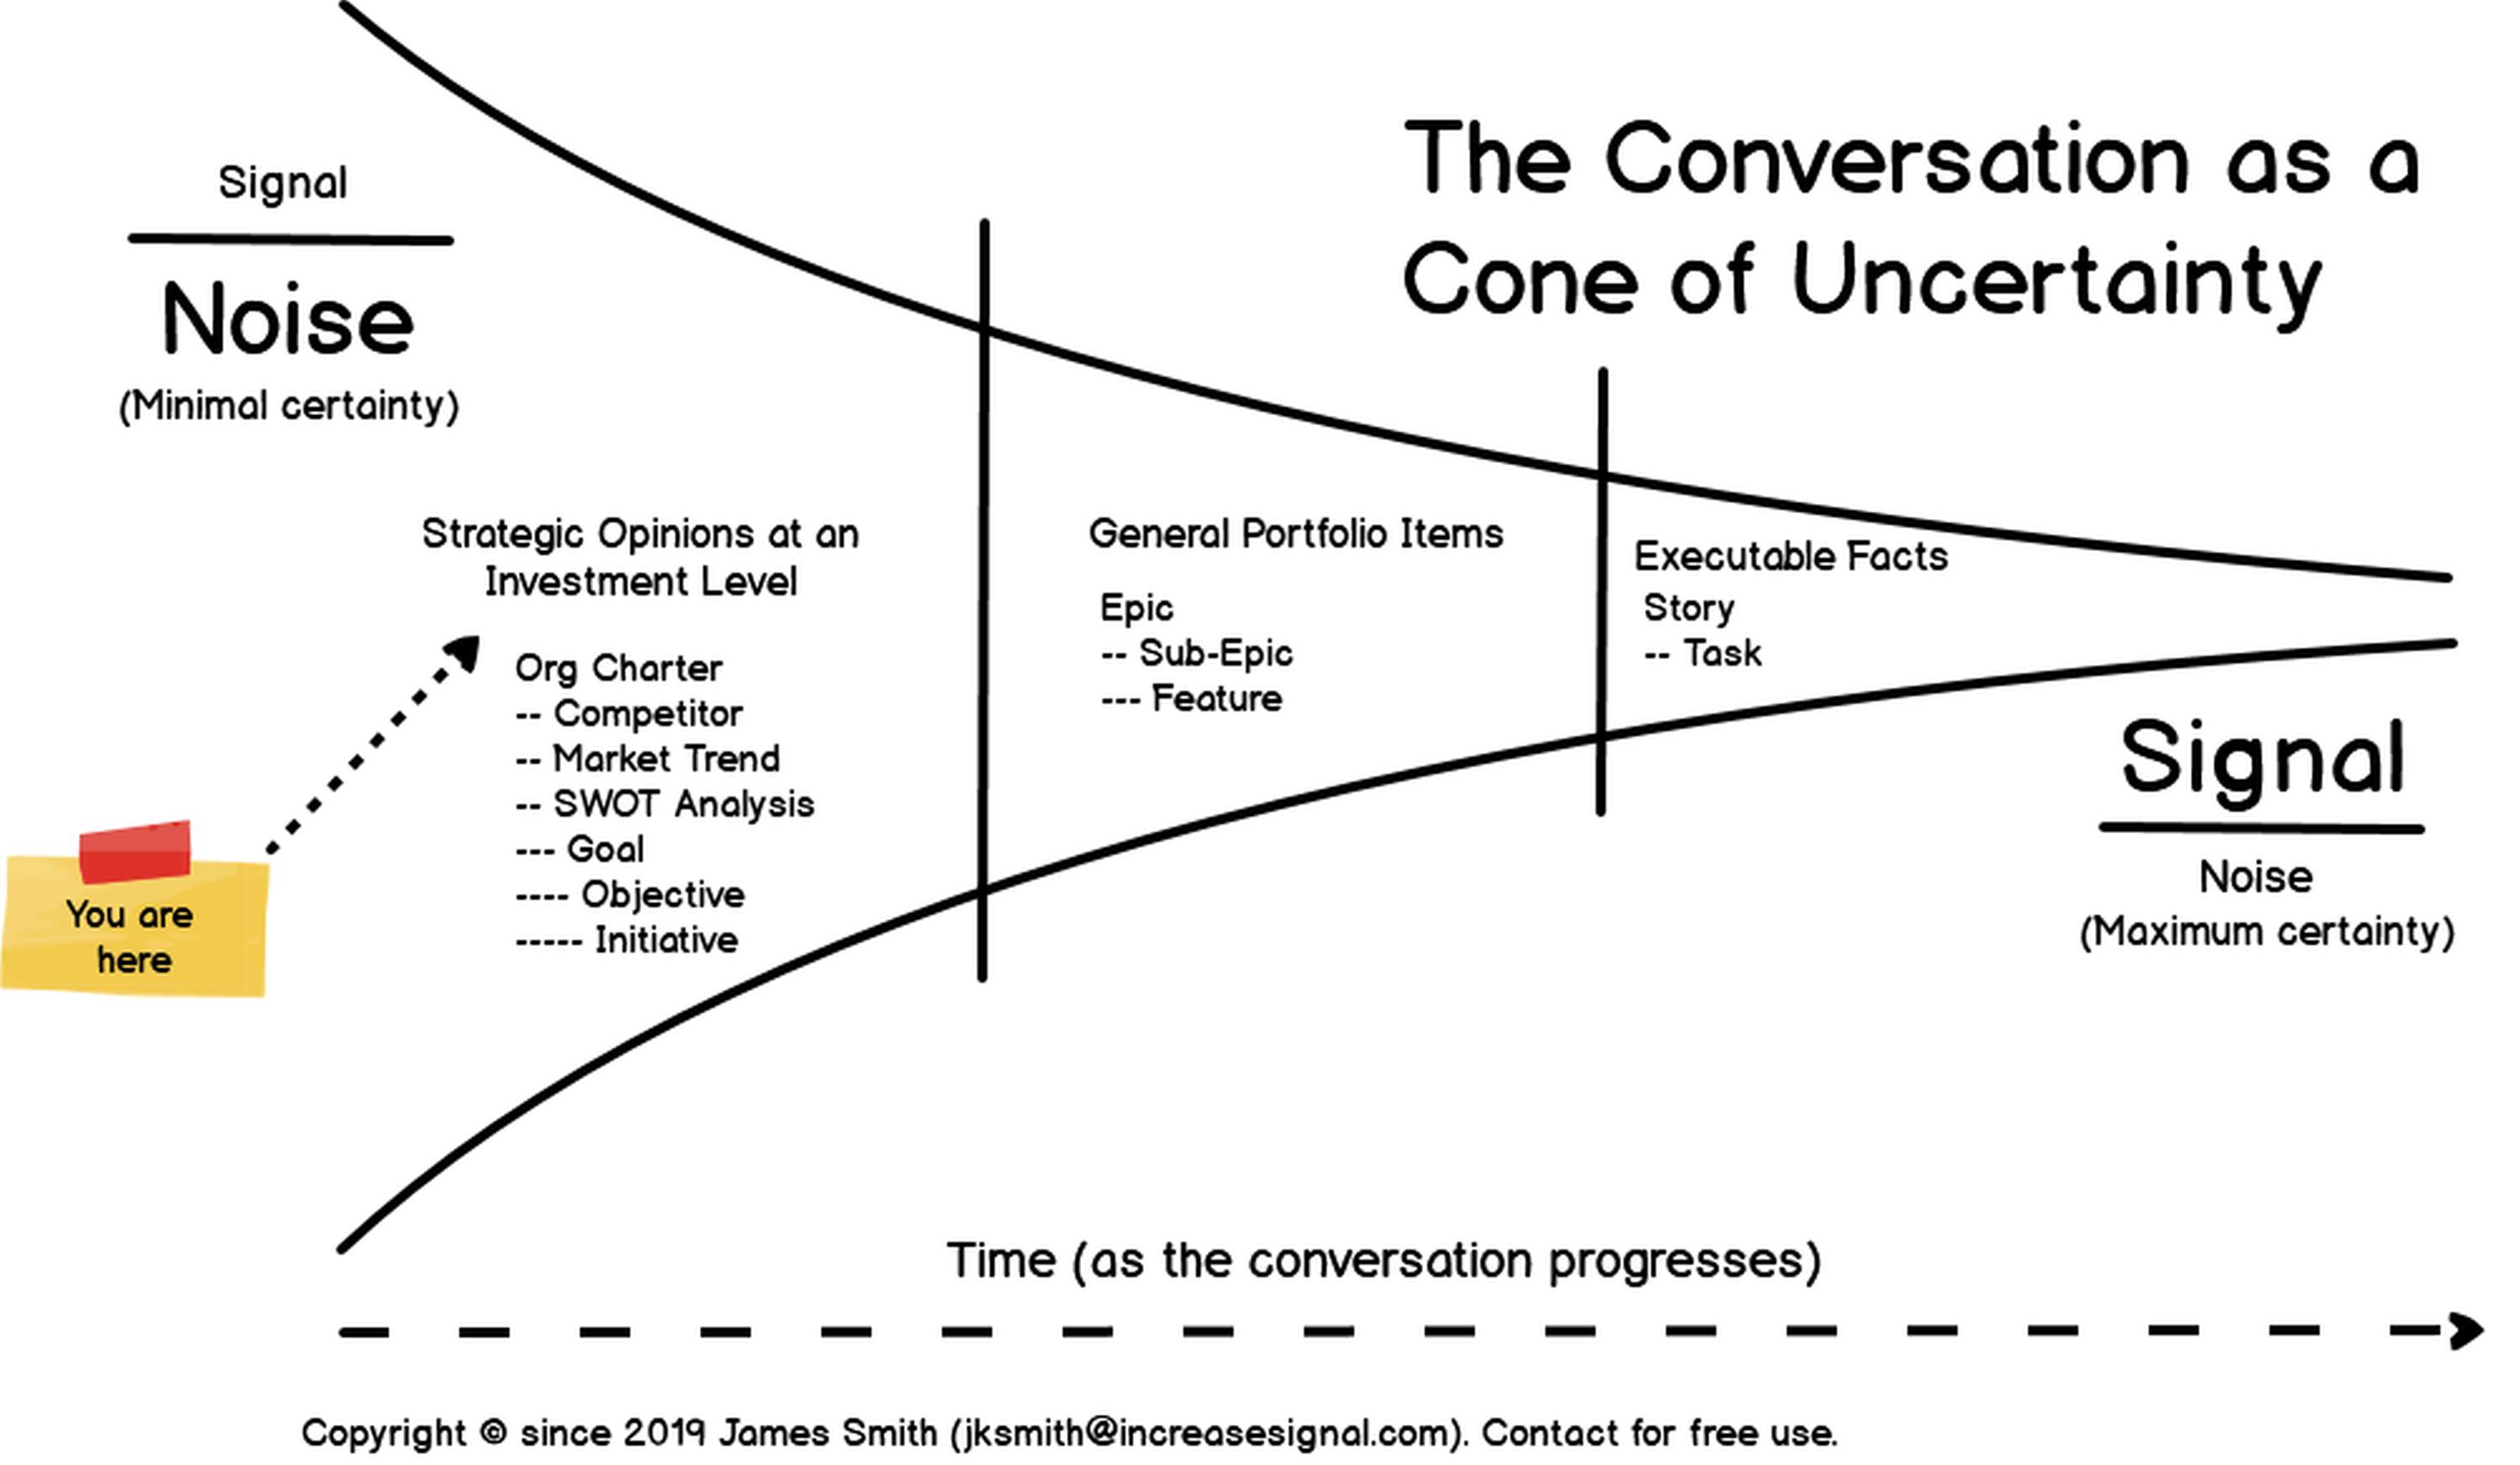 The Conversation as a
Cone of Uncertainty
Signal
Noise
(Minimal certainty)
Strategic Opinions at an
Investment Level
Org Charter
-- Competitor
-- Market Trend
-- SWOT Analysis
--- Goal
---- Objective
----- Initiative
You are
here
General Portfolio Items
Epic
-- Sub-Epic
--- Feature
Executable Facts
Story
-- Task
Signal
Noise
(Maximum certainty)
Time (as the conversation progresses)
Copyright © since 2019 James Smith (jksmith@increasesignal.com). Contact for free use.